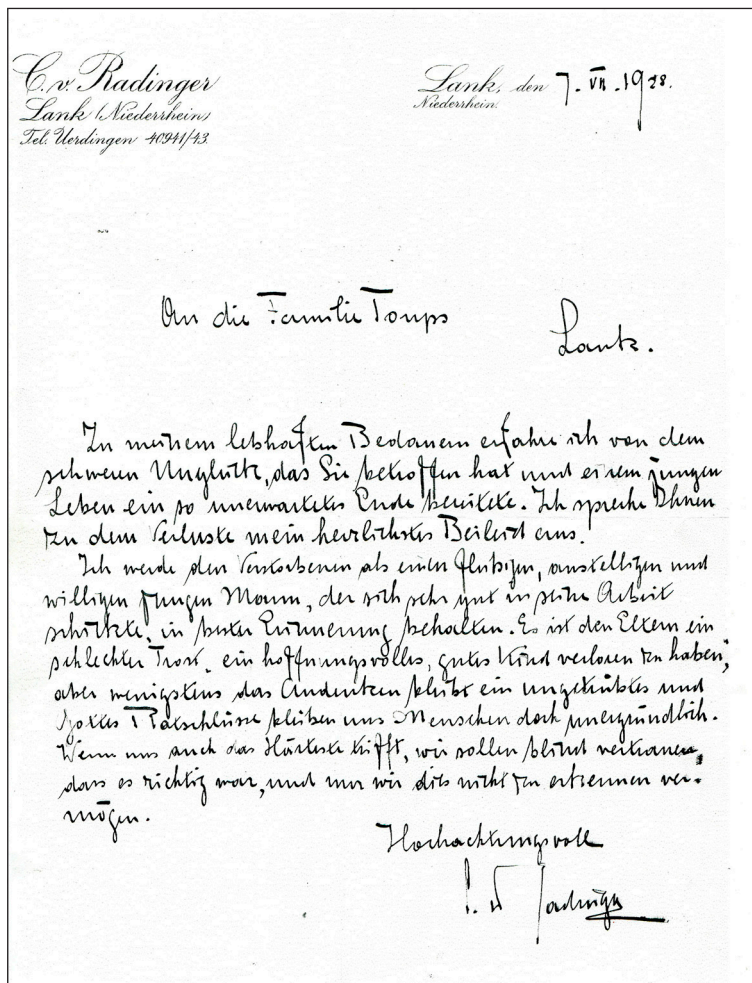 C. v. Radinger
Lank (Niederrhein)
Tel. Uerdingen 40941/43.
Lank, den 7. VII. 1928.
Niederrhein.
An die Familie Toups
Lank.
Zu meinem lebhaften Bedauern erfahre ich von dem
schweren Unglück, das Sie betroffen hat und einem jungen
Leben ein so unerwartetes Ende bereitete. Ich spreche Ihnen
zu dem Verluste mein herzlichstes Beileid aus.
Ich werde den Verstorbenen als einen fleißigen, anstelligen und
willigen jungen Mann, der sich sehr gut in seine Arbeit
schickte, in bester Erinnerung behalten. Es ist den Eltern ein
schlechter Trost, ein hoffnungsvolles, gutes Kind verloren zu haben,
aber wenigstens das Andenken bleibt ein ungetrübtes und
Gottes Ratschlüsse bleiben uns Menschen doch unergründlich.
Wenn uns auch das Härteste trifft, wir sollen blind vertrauen,
dass es richtig war, und nur wir dies nicht zu erkennen ver-
mögen.
Hochachtungsvoll
C. v. Radinger